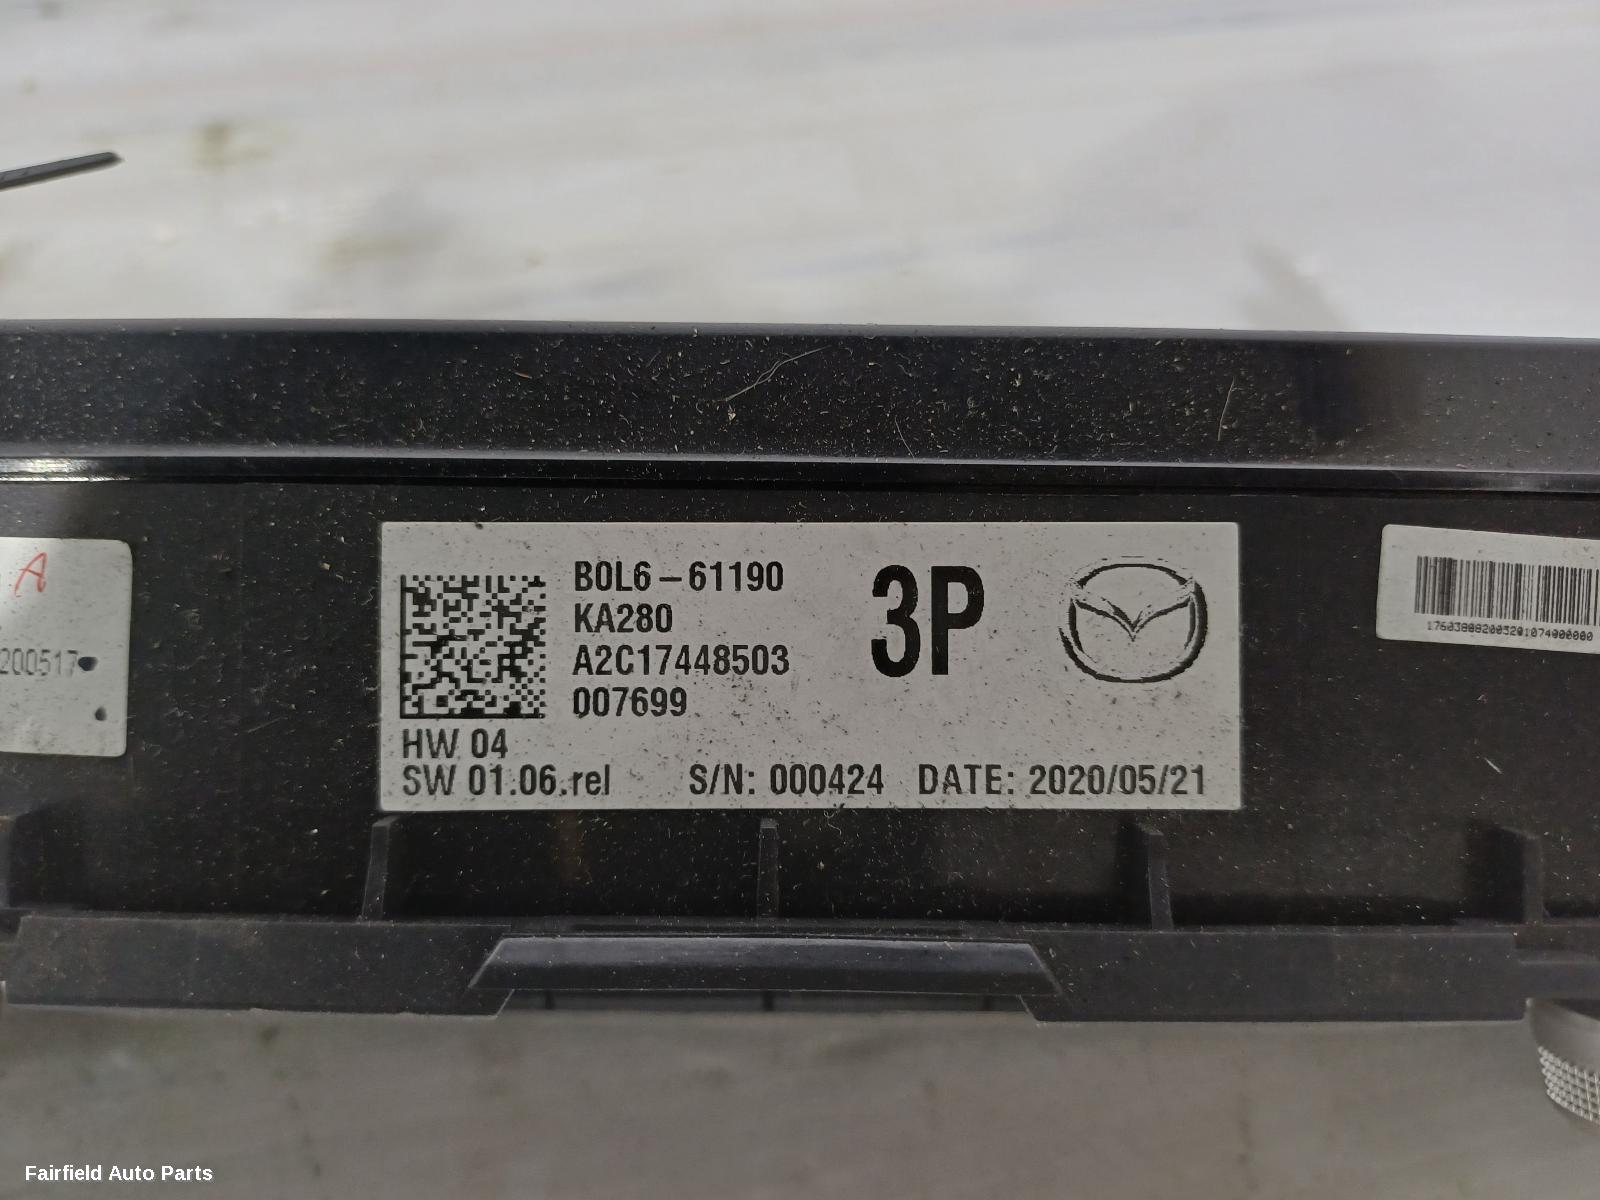 A
200517
B0L6-61190
KA280
A2C17448503
007699
3P
HW 04
SW 01.06.rel S/N: 000424 DATE: 2020/05/21
Fairfield Auto Parts